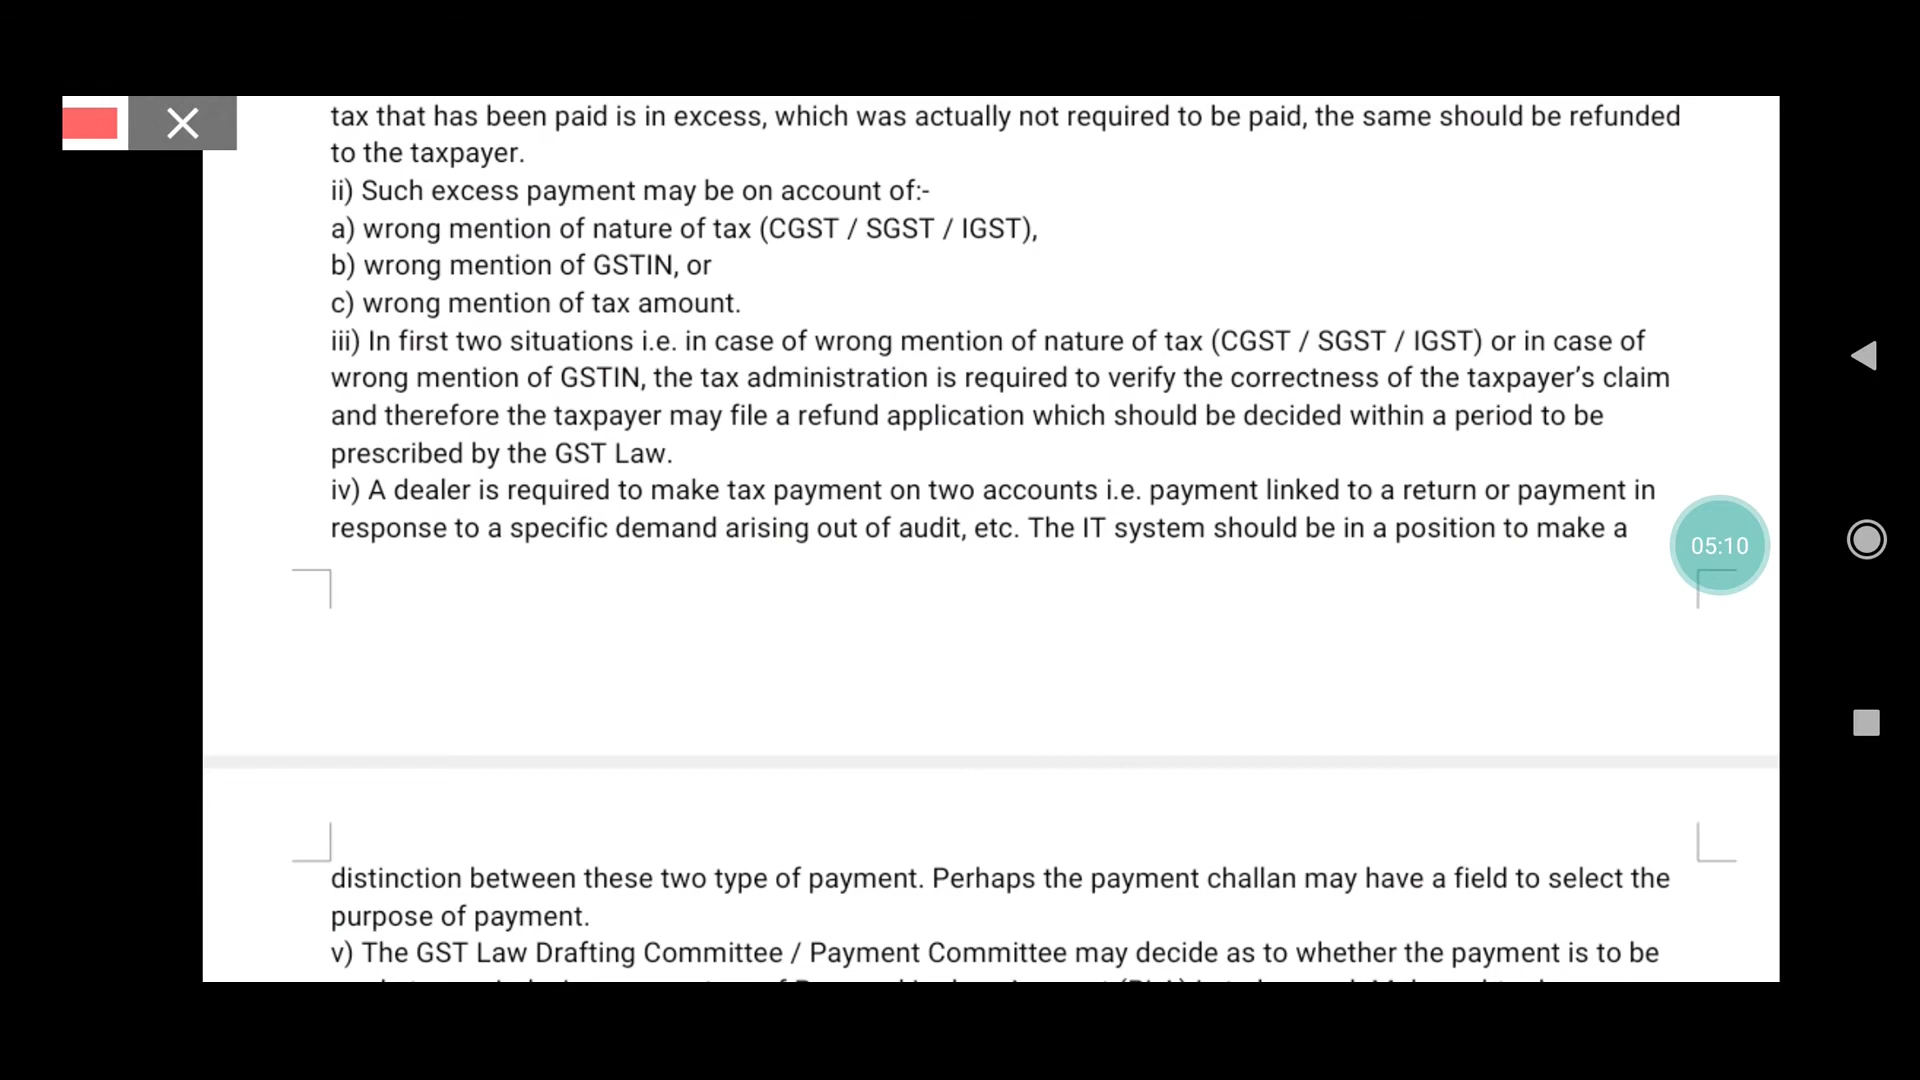 tax that has been paid is in excess, which was actually not required to be paid, the same should be refunded
to the taxpayer.
ii) Such excess payment may be on account of:-
a) wrong mention of nature of tax (CGST / SGST / IGST),
b) wrong mention of GSTIN, or
c) wrong mention of tax amount.
iii) In first two situations i.e. in case of wrong mention of nature of tax (CGST / SGST / IGST) or in case of
wrong mention of GSTIN, the tax administration is required to verify the correctness of the taxpayer’s claim
and therefore the taxpayer may file a refund application which should be decided within a period to be
prescribed by the GST Law.
iv) A dealer is required to make tax payment on two accounts i.e. payment linked to a return or payment in
response to a specific demand arising out of audit, etc. The IT system should be in a position to make a
05:10
distinction between these two type of payment. Perhaps the payment challan may have a field to select the
purpose of payment.
v) The GST Law Drafting Committee / Payment Committee may decide as to whether the payment is to be